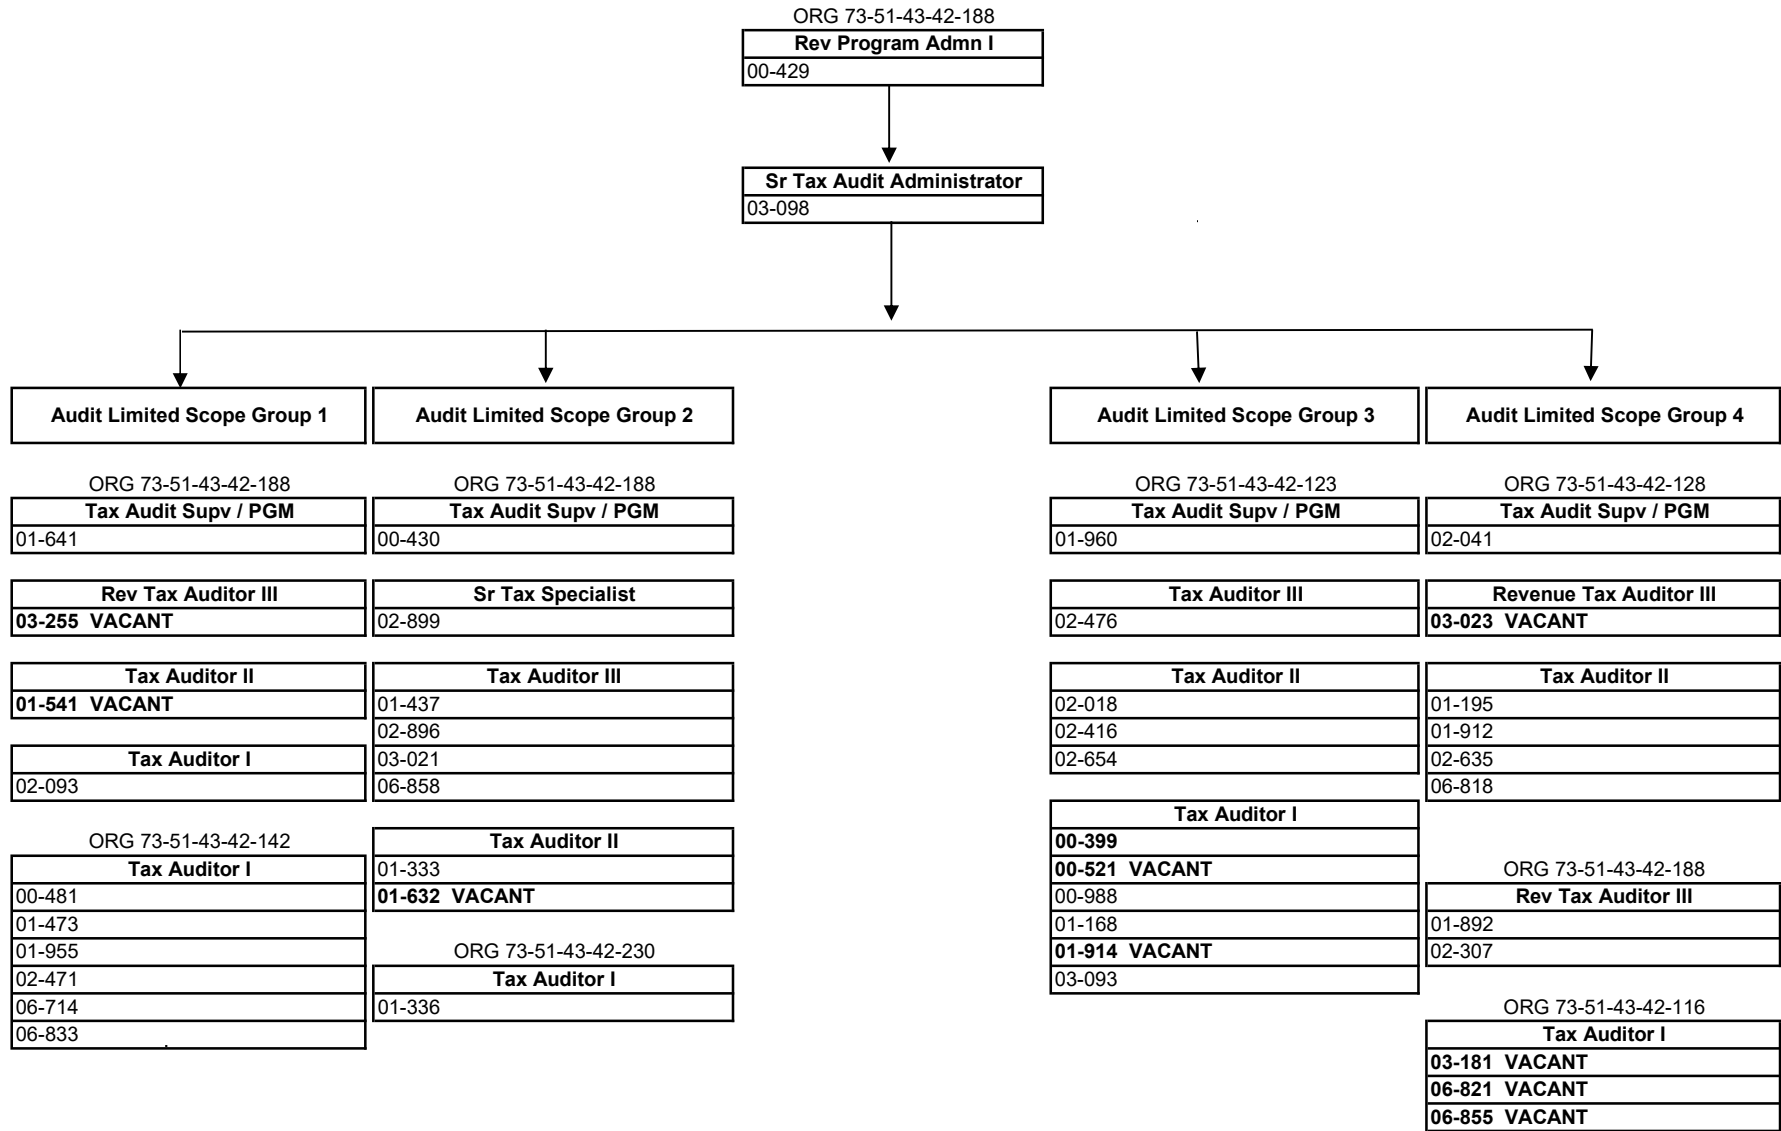 ORG 73-51-43-42-188
Rev Program Admn I
00-429
Sr Tax Audit Administrator
03-098
Audit Limited Scope Group 1
ORG 73-51-43-42-188
Tax Audit Supv / PGM
01-641
Rev Tax Auditor III
03-255 VACANT
Tax Auditor II
01-541 VACANT
Tax Auditor I
02-093
ORG 73-51-43-42-142
Tax Auditor I
00-481
01-473
01-955
02-471
06-714
06-833
Audit Limited Scope Group 2
ORG 73-51-43-42-188
Tax Audit Supv / PGM
00-430
Sr Tax Specialist
02-899
Tax Auditor III
01-437
02-896
03-021
06-858
Tax Auditor II
01-333
01-632 VACANT
ORG 73-51-43-42-230
Tax Auditor I
01-336
Audit Limited Scope Group 3
ORG 73-51-43-42-123
Tax Audit Supv / PGM
01-960
Tax Auditor III
02-476
Tax Auditor II
02-018
02-416
02-654
Tax Auditor I
00-399
00-521 VACANT
00-988
01-168
01-914 VACANT
03-093
Audit Limited Scope Group 4
ORG 73-51-43-42-128
Tax Audit Supv / PGM
02-041
Revenue Tax Auditor III
03-023 VACANT
Tax Auditor II
01-195
01-912
02-635
06-818
ORG 73-51-43-42-188
Rev Tax Auditor III
01-892
02-307
ORG 73-51-43-42-116
Tax Auditor I
03-181 VACANT
06-821 VACANT
06-855 VACANT